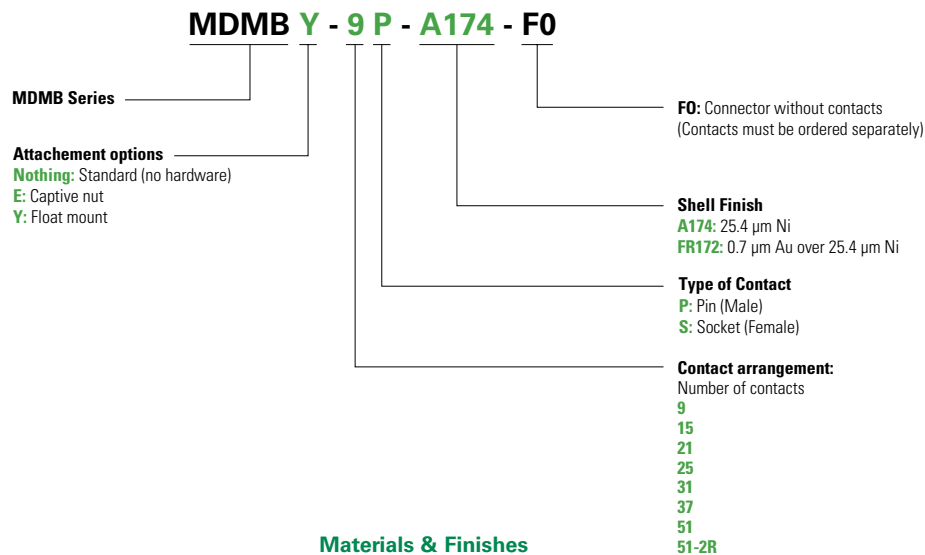 MDMB Y - 9 P - A174 - F0
MDMB Series
Attachement options
Nothing: Standard (no hardware)
E: Captive nut
Y: Float mount
FO: Connector without contacts
(Contacts must be ordered separately)
Shell Finish
A174: 25.4 µm Ni
FR172: 0.7 µm Au over 25.4 µm Ni
Type of Contact
P: Pin (Male)
S: Socket (Female)
Contact arrangement:
Number of contacts
9
15
21
25
31
37
51
51-2R
Materials & Finishes